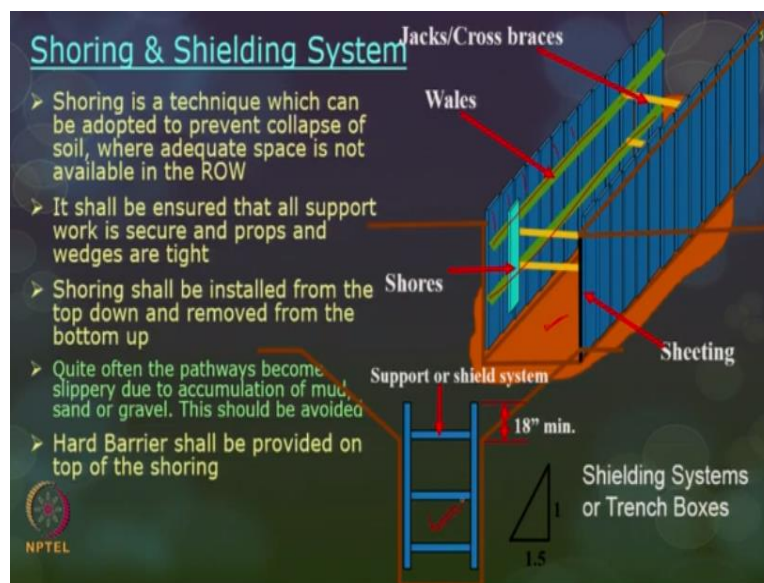 Shoring & Shielding System
➢ Shoring is a technique which can
be adopted to prevent collapse of
soil, where adequate space is not
available in the ROW
➢ It shall be ensured that all support
work is secure and props and
wedges are tight
➢ Shoring shall be installed from the
top down and removed from the
bottom up
➢ Quite often the pathways become
slippery due to accumulation of mud,
sand or gravel. This should be avoided
➢ Hard Barrier shall be provided on
top of the shoring
Jacks/Cross braces
Wales
Shores
Sheeting
Support or shield system
18” min.
1
1.5
Shielding Systems
or Trench Boxes
NPTEL